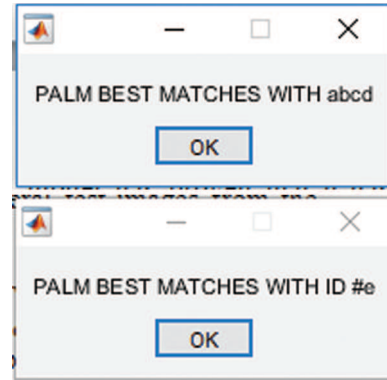 PALM BEST MATCHES WITH abcd
OK
PALM BEST MATCHES WITH ID #e
OK